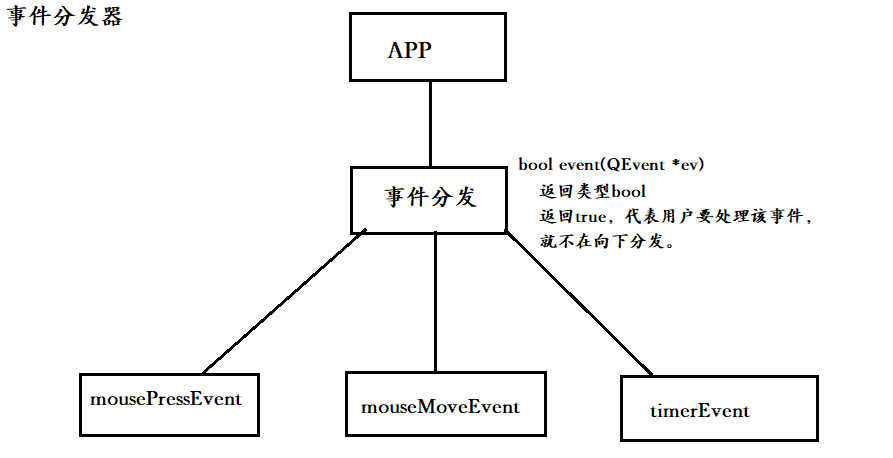 事件分发器
APP
事件分发
bool event(QEvent *ev)
返回类型bool
返回true，代表用户要处理该事件，
就不在向下分发。
mousePressEvent
mouseMoveEvent
timerEvent